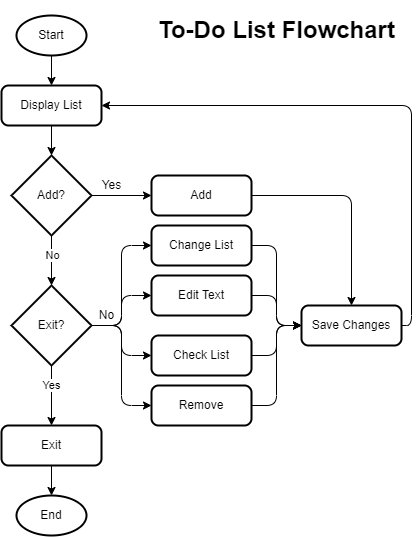 Start
To-Do List Flowchart
Display List
Add?
Yes
Add
No
Change List
Edit Text
Exit?
No
Save Changes
Check List
Yes
Remove
Exit
End